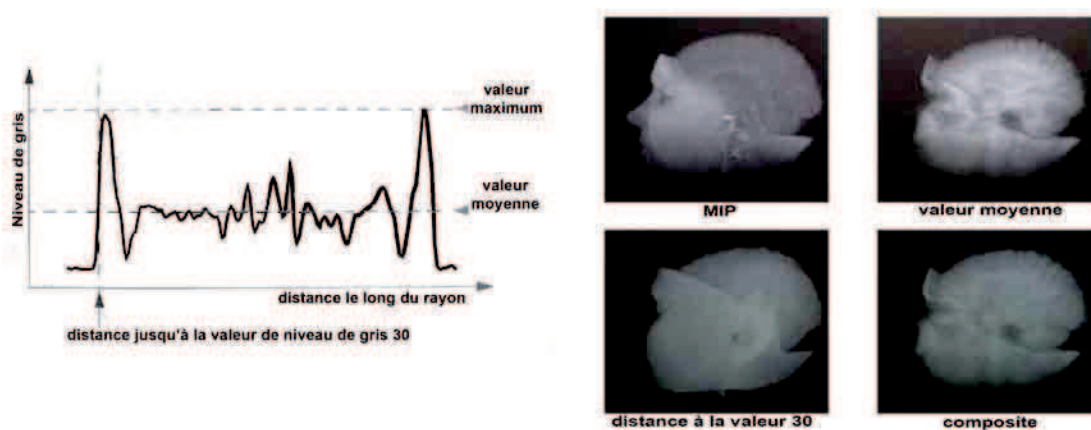 Niveau de gris
valeur
maximum
valeur
moyenne
distance le long du rayon
distance jusqu'à la valeur de niveau de gris 30
MIP
valeur moyenne
distance à la valeur 30
composite